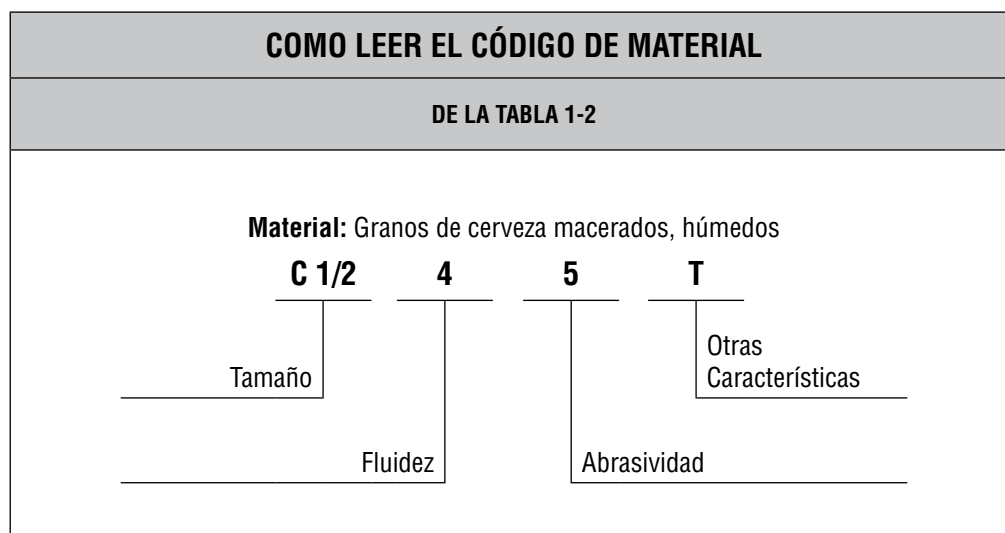 COMO LEER EL CÓDIGO DE MATERIAL
DE LA TABLA 1-2
Material: Granos de cerveza macerados, húmedos
C 1/2 4 5 T
Otras
Tamaño Características
Fluidez Abrasividad